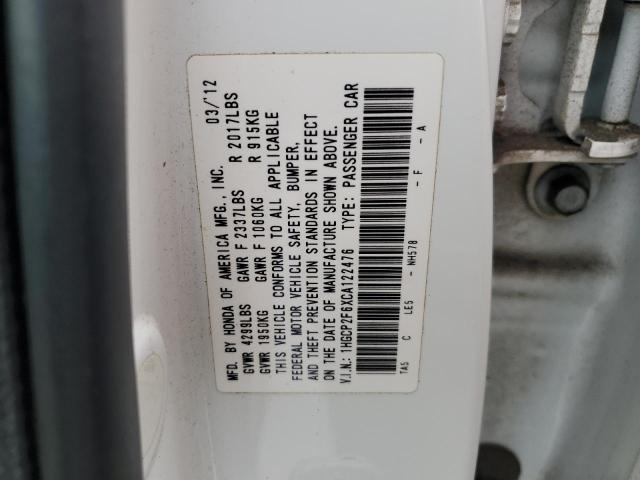 MFD. BY HONDA OF AMERICA MFG., INC. 03/'12
GVWR 4299LBS GAWR F 2337LBS R 2017LBS
GVWR 1950KG GAWR F 1060KG R 915KG
THIS VEHICLE CONFORMS TO ALL APPLICABLE
FEDERAL MOTOR VEHICLE SAFETY, BUMPER,
AND THEFT PREVENTION STANDARDS IN EFFECT
ON THE DATE OF MANUFACTURE SHOWN ABOVE.
V.I.N.: 1HGCP2F6XCA122476 TYPE: PASSENGER CAR
TA5 C LE5 - NH578 - F - A